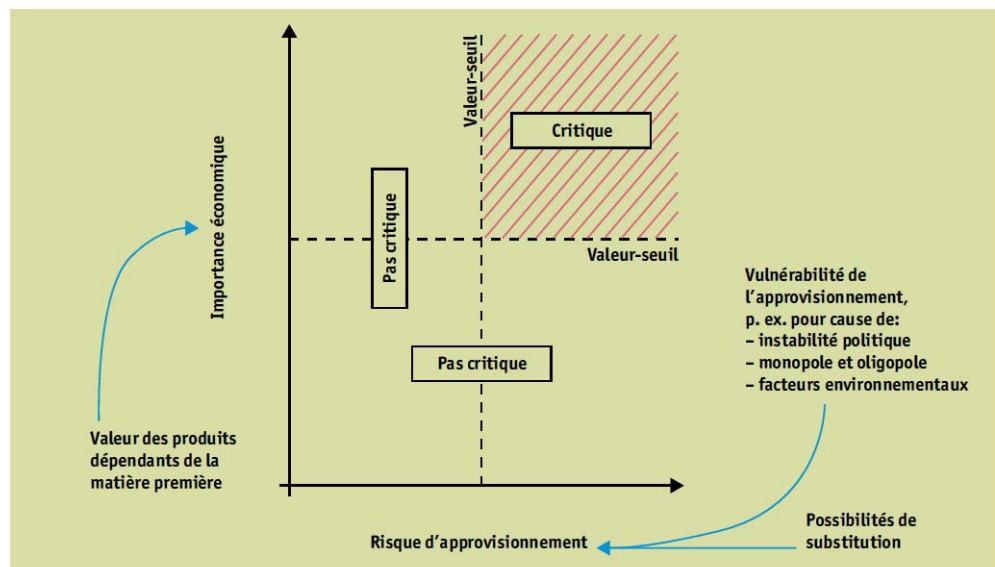 Valeur-seuil
Critique
Importance économique
Pas critique
Valeur-seuil
Pas critique
Vulnérabilité de
l’approvisionnement,
p. ex. pour cause de:
– instabilité politique
– monopole et oligopole
– facteurs environnementaux
Valeur des produits
dépendants de la
matière première
Risque d’approvisionnement
Possibilités de
substitution